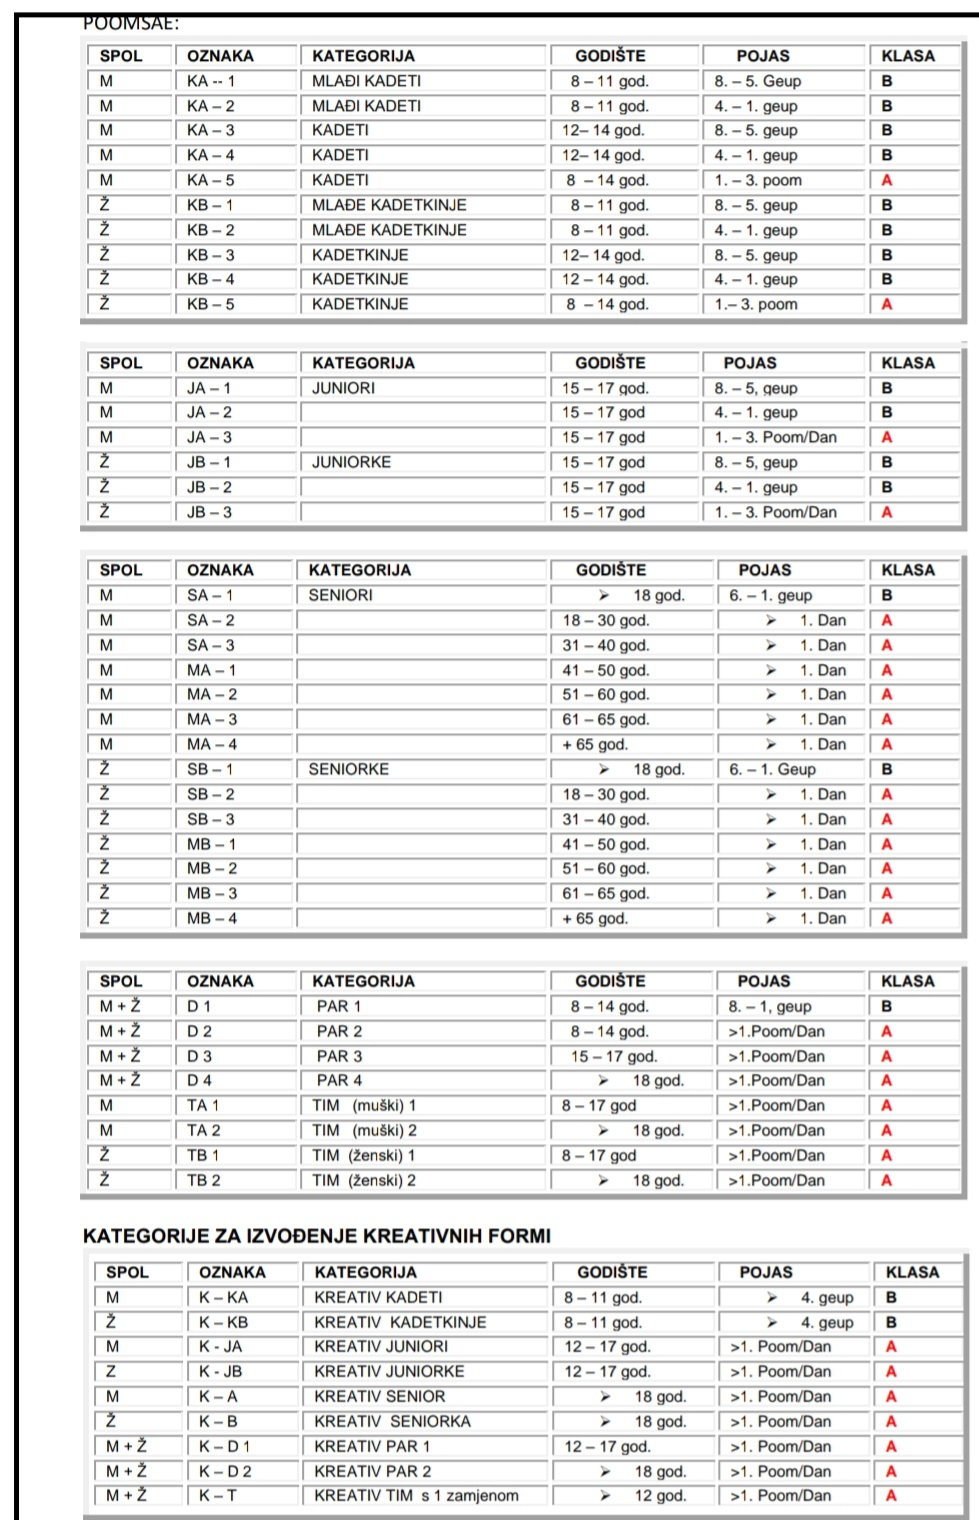 POOMSAE:
SPOL OZNAKA KATEGORIJA GODIŠTE POJAS KLASA
M KA -- 1 MLAĐI KADETI 8 – 11 god. 8. – 5. Geup B
M KA – 2 MLAĐI KADETI 8 – 11 god. 4. – 1. geup B
M KA – 3 KADETI 12– 14 god. 8. – 5. geup B
M KA – 4 KADETI 12– 14 god. 4. – 1. geup B
M KA – 5 KADETI 8 – 14 god. 1. – 3. poom A
Ž KB – 1 MLAĐE KADETKINJE 8 – 11 god. 8. – 5. geup B
Ž KB – 2 MLAĐE KADETKINJE 8 – 11 god. 4. – 1. geup B
Ž KB – 3 KADETKINJE 12– 14 god. 8. – 5. geup B
Ž KB – 4 KADETKINJE 12 – 14 god. 4. – 1. geup B
Ž KB – 5 KADETKINJE 8 – 14 god. 1.– 3. poom A
SPOL OZNAKA KATEGORIJA GODIŠTE POJAS KLASA
M JA – 1 JUNIORI 15 – 17 god. 8. – 5, geup B
M JA – 2 15 – 17 god 4. – 1. geup B
M JA – 3 15 – 17 god 1. – 3. Poom/Dan A
Ž JB – 1 JUNIORKE 15 – 17 god 8. – 5, geup B
Ž JB – 2 15 – 17 god 4. – 1. geup B
Ž JB – 3 15 – 17 god 1. – 3. Poom/Dan A
SPOL OZNAKA KATEGORIJA GODIŠTE POJAS KLASA
M SA – 1 SENIORI ➢ 18 god. 6. – 1. geup B
M SA – 2 18 – 30 god. ➢ 1. Dan A
M SA – 3 31 – 40 god. ➢ 1. Dan A
M MA – 1 41 – 50 god. ➢ 1. Dan A
M MA – 2 51 – 60 god. ➢ 1. Dan A
M MA – 3 61 – 65 god. ➢ 1. Dan A
M MA – 4 + 65 god. ➢ 1. Dan A
Ž SB – 1 SENIORKE ➢ 18 god. 6. – 1. Geup B
Ž SB – 2 18 – 30 god. ➢ 1. Dan A
Ž SB – 3 31 – 40 god. ➢ 1. Dan A
Ž MB – 1 41 – 50 god. ➢ 1. Dan A
Ž MB – 2 51 – 60 god. ➢ 1. Dan A
Ž MB – 3 61 – 65 god. ➢ 1. Dan A
Ž MB – 4 + 65 god. ➢ 1. Dan A
SPOL OZNAKA KATEGORIJA GODIŠTE POJAS KLASA
M + Ž D 1 PAR 1 8 – 14 god. 8. – 1, geup B
M + Ž D 2 PAR 2 8 – 14 god. >1.Poom/Dan A
M + Ž D 3 PAR 3 15 – 17 god. >1.Poom/Dan A
M + Ž D 4 PAR 4 ➢ 18 god. >1.Poom/Dan A
M TA 1 TIM (muški) 1 8 – 17 god >1.Poom/Dan A
M TA 2 TIM (muški) 2 ➢ 18 god. >1.Poom/Dan A
Ž TB 1 TIM (ženski) 1 8 – 17 god >1.Poom/Dan A
Ž TB 2 TIM (ženski) 2 ➢ 18 god. >1.Poom/Dan A
KATEGORIJE ZA IZVOĐENJE KREATIVNIH FORMI
SPOL OZNAKA KATEGORIJA GODIŠTE POJAS KLASA
M K – KA KREATIV KADETI 8 – 11 god. ➢ 4. geup B
Ž K – KB KREATIV KADETKINJE 8 – 11 god. ➢ 4. geup B
M K - JA KREATIV JUNIORI 12 – 17 god. >1. Poom/Dan A
Z K - JB KREATIV JUNIORKE 12 – 17 god. >1. Poom/Dan A
M K – A KREATIV SENIOR ➢ 18 god. >1. Poom/Dan A
Ž K – B KREATIV SENIORKA ➢ 18 god. >1. Poom/Dan A
M + Ž K – D 1 KREATIV PAR 1 12 – 17 god. >1. Poom/Dan A
M + Ž K – D 2 KREATIV PAR 2 ➢ 18 god. >1. Poom/Dan A
M + Ž K – T KREATIV TIM s 1 zamjenom ➢ 12 god. >1. Poom/Dan A